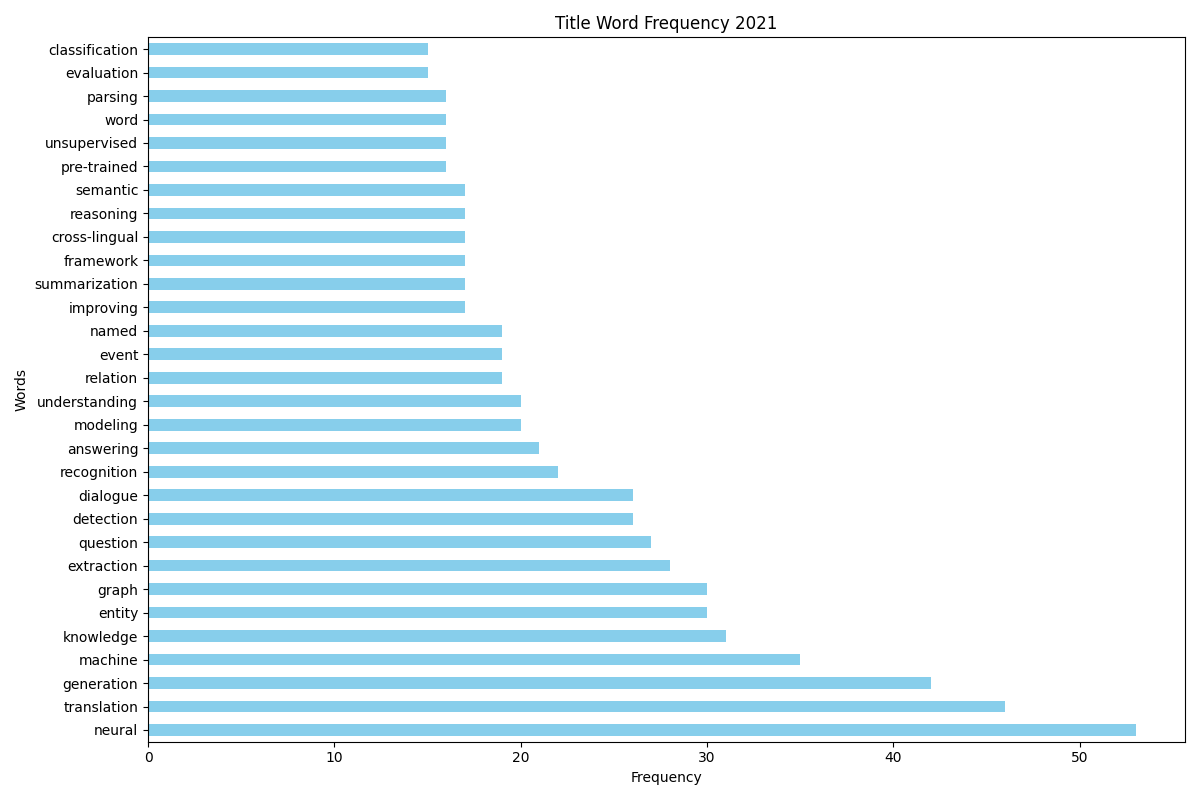 Title Word Frequency 2021
classification
evaluation
parsing
word
unsupervised
pre-trained
semantic
reasoning
cross-lingual
framework
summarization
improving
named
event
relation
understanding
modeling
answering
recognition
dialogue
detection
question
extraction
graph
entity
knowledge
machine
generation
translation
neural
Words
0 10 20 30 40 50
Frequency